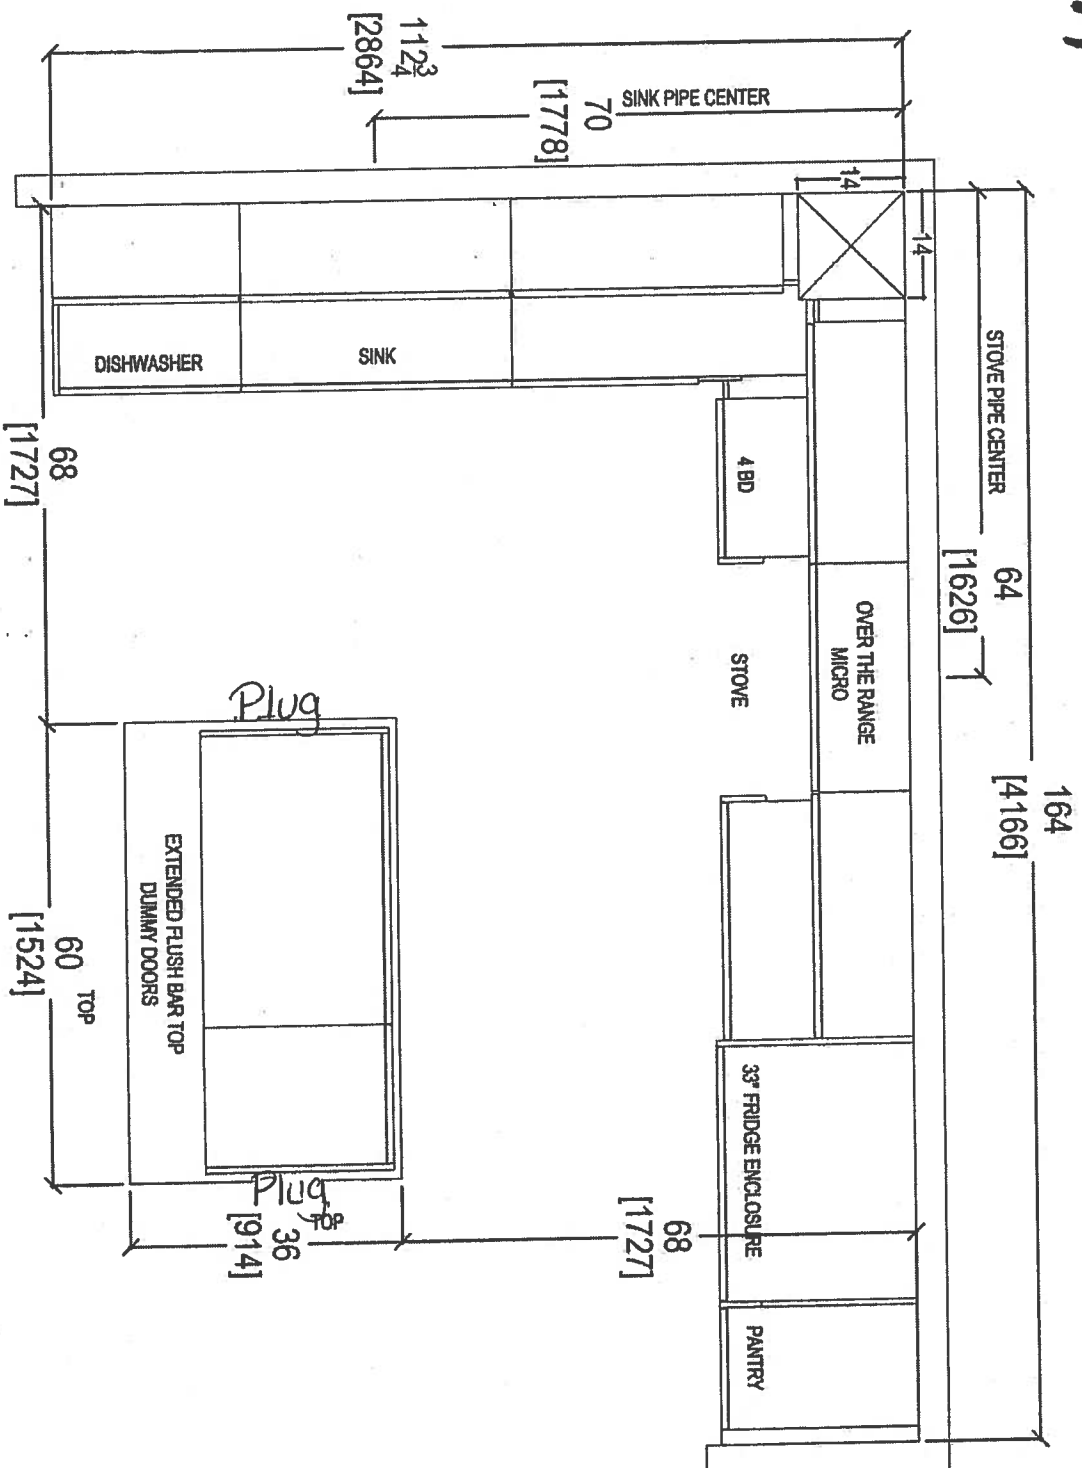 112 3/4
[2864]
70
[1778]
SINK PIPE CENTER
14
14
STOVE PIPE CENTER
64
[1626]
164
[4166]
DISHWASHER
SINK
4 BD
OVER THE RANGE
MICRO
STOVE
68
[1727]
Plug
EXTENDED FLUSH BAR TOP
DUMMY DOORS
60
[1524]
TOP
Plug
TOP
36
[914]
68
[1727]
33" FRIDGE ENCLOSURE
PANTRY